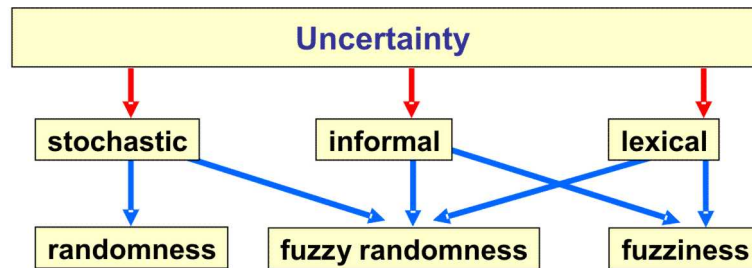 Uncertainty
stochastic informal lexical
randomness fuzzy randomness fuzziness